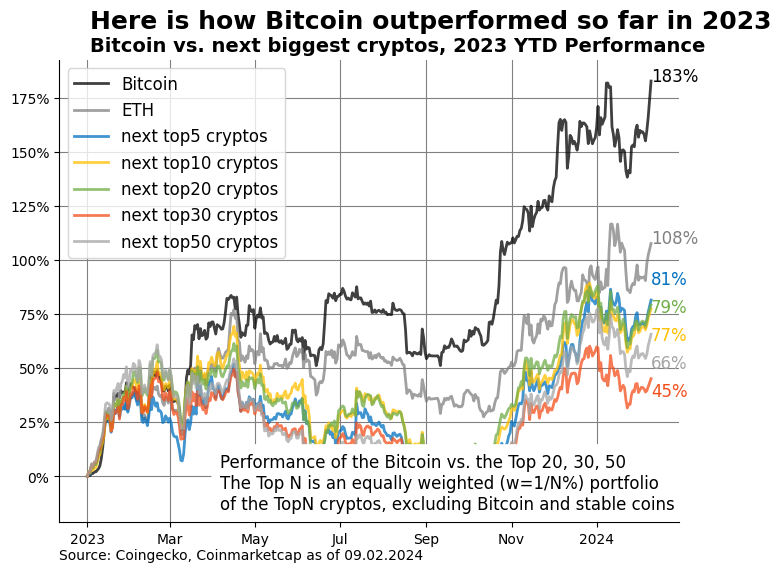 Here is how Bitcoin outperformed so far in 2023
Bitcoin vs. next biggest cryptos, 2023 YTD Performance
Bitcoin
ETH
next top5 cryptos
next top10 cryptos
next top20 cryptos
next top30 cryptos
next top50 cryptos
175%
150%
125%
100%
75%
50%
25%
0%
183%
108%
81%
79%
77%
66%
45%
Performance of the Bitcoin vs. the Top 20, 30, 50
The Top N is an equally weighted (w=1/N%) portfolio
of the TopN cryptos, excluding Bitcoin and stable coins
2023 Mar May Jul Sep Nov 2024
Source: Coingecko, Coinmarketcap as of 09.02.2024